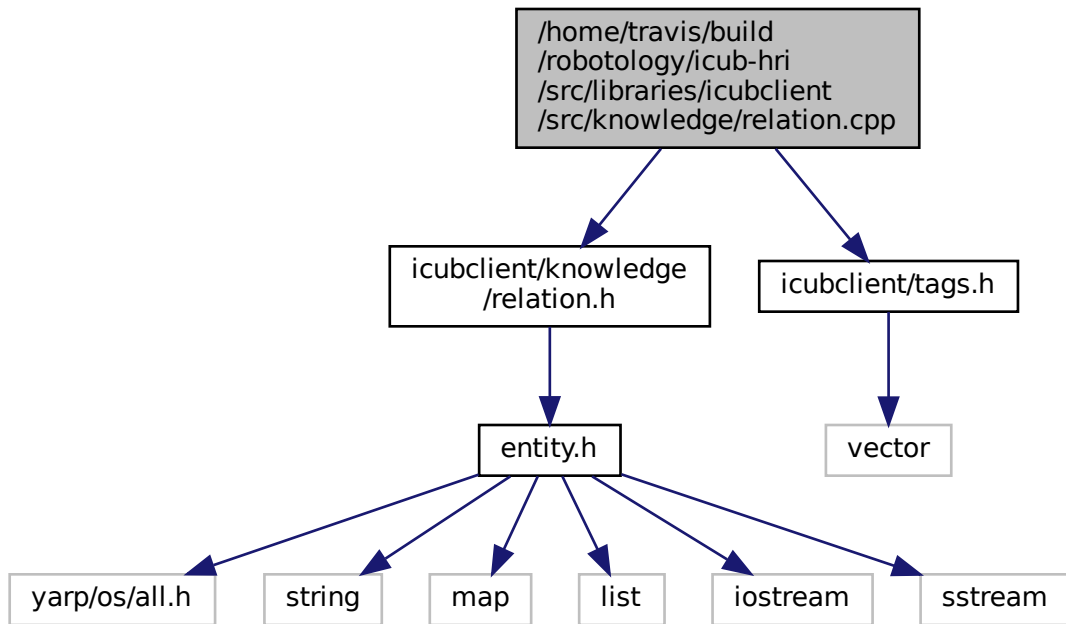 /home/travis/build
/robotology/icub-hri
/src/libraries/icubclient
/src/knowledge/relation.cpp
icubclient/knowledge
/relation.h
icubclient/tags.h
entity.h
vector
yarp/os/all.h
string
map
list
iostream
sstream